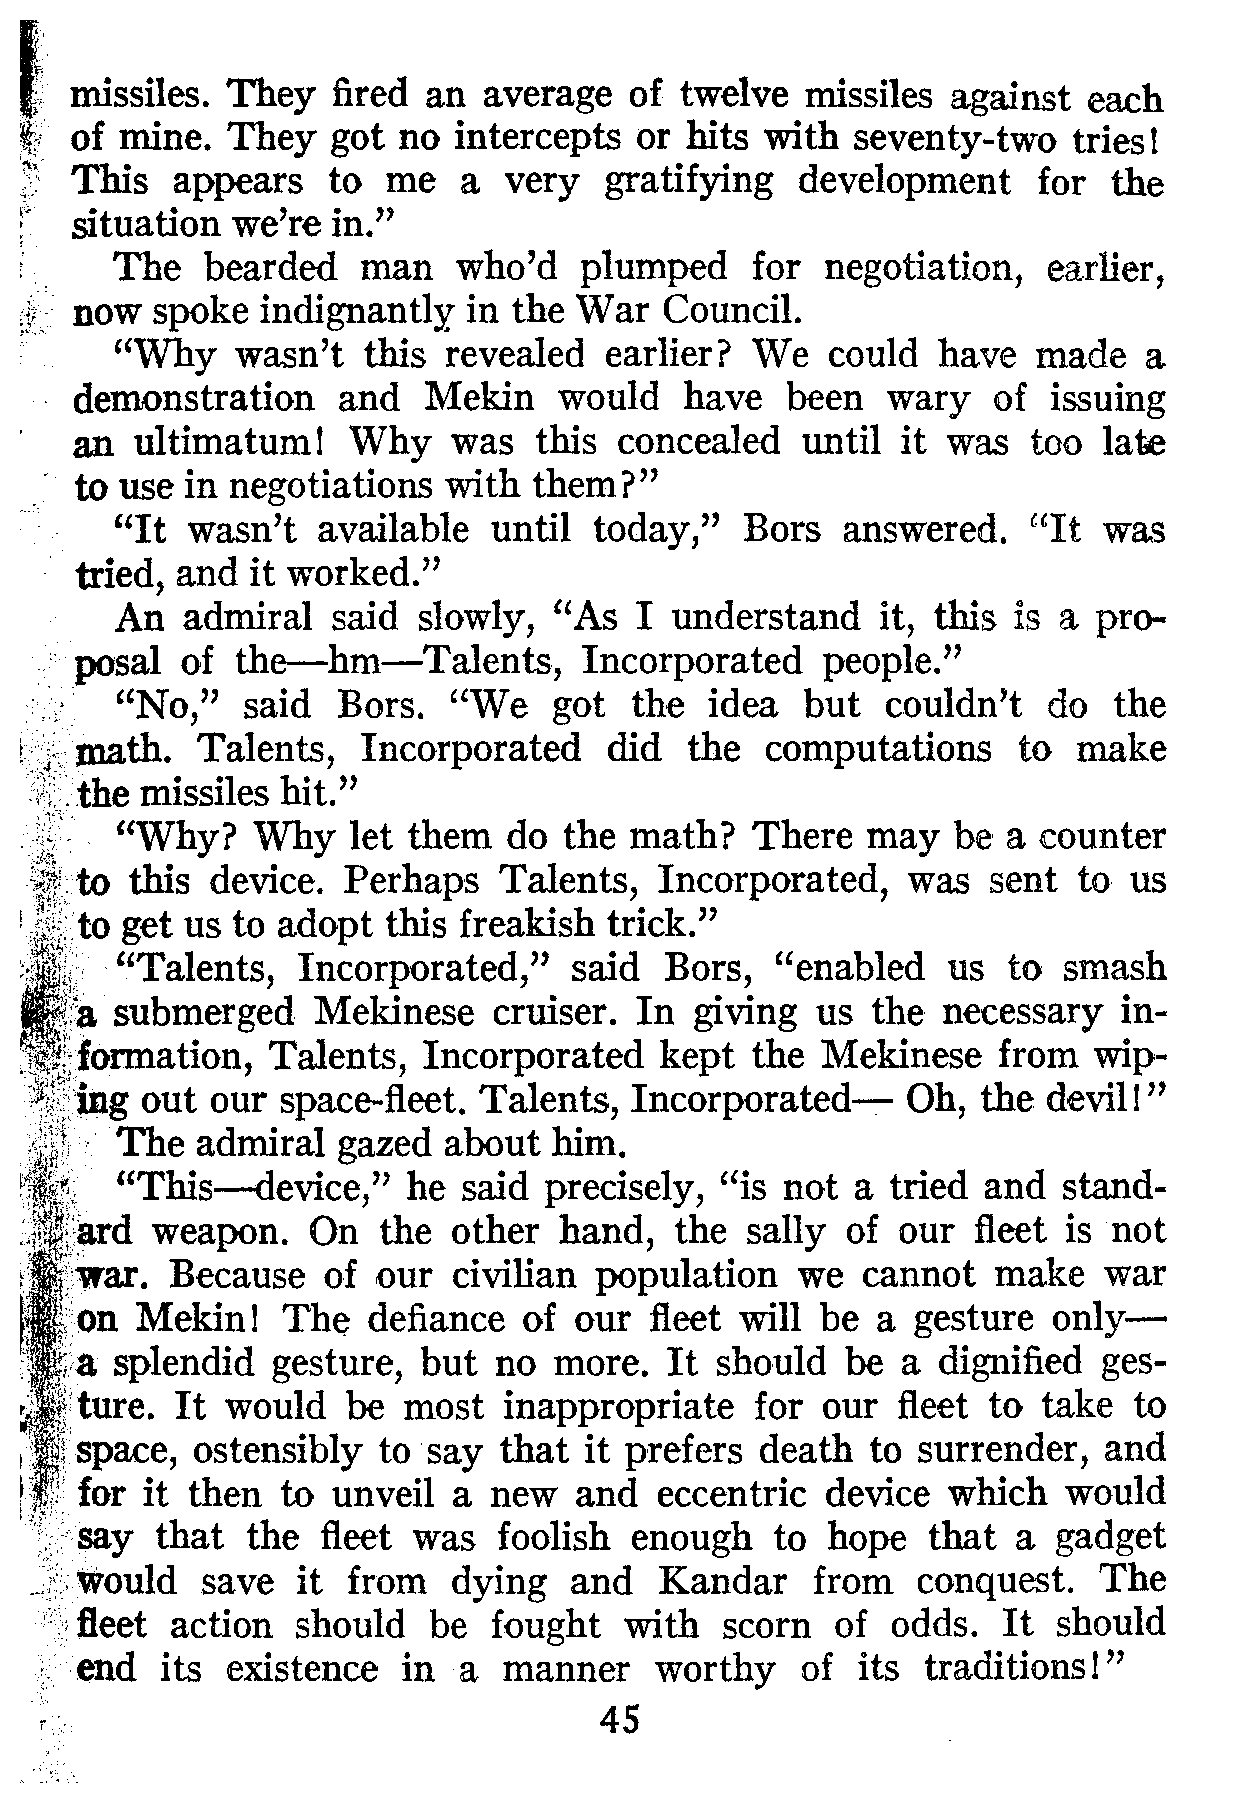 missiles. They fired an average of twelve missiles against each
of mine. They got no intercepts or hits with seventy-two tries!
This appears to me a very gratifying development for the
situation we're in.”
The bearded man who'd plumped for negotiation, earlier,
now spoke indignantly in the War Council.
“Why wasn't this revealed earlier? We could have made a
demonstration and Mekin would have been wary of issuing
an ultimatum! Why was this concealed until it was too late
to use in negotiations with them?”
“It wasn't available until today,” Bors answered. “It was
tried, and it worked.”
An admiral said slowly, “As I understand it, this is a pro-
posal of the—hm—Talents, Incorporated people.”
“No,” said Bors. “We got the idea but couldn't do the
math. Talents, Incorporated did the computations to make
the missiles hit.”
“Why? Why let them do the math? There may be a counter
to this device. Perhaps Talents, Incorporated, was sent to us
to get us to adopt this freakish trick.”
“Talents, Incorporated,” said Bors, “enabled us to smash
a submerged Mekinese cruiser. In giving us the necessary in-
formation, Talents, Incorporated kept the Mekinese from wip-
ing out our space-fleet. Talents, Incorporated— Oh, the devil!”
The admiral gazed about him.
“This—device,” he said precisely, “is not a tried and stand-
ard weapon. On the other hand, the sally of our fleet is not
war. Because of our civilian population we cannot make war
on Mekin! The defiance of our fleet will be a gesture only—
a splendid gesture, but no more. It should be a dignified ges-
ture. It would be most inappropriate for our fleet to take to
space, ostensibly to say that it prefers death to surrender, and
for it then to unveil a new and eccentric device which would
say that the fleet was foolish enough to hope that a gadget
would save it from dying and Kandar from conquest. The
fleet action should be fought with scorn of odds. It should
end its existence in a manner worthy of its traditions!”
45